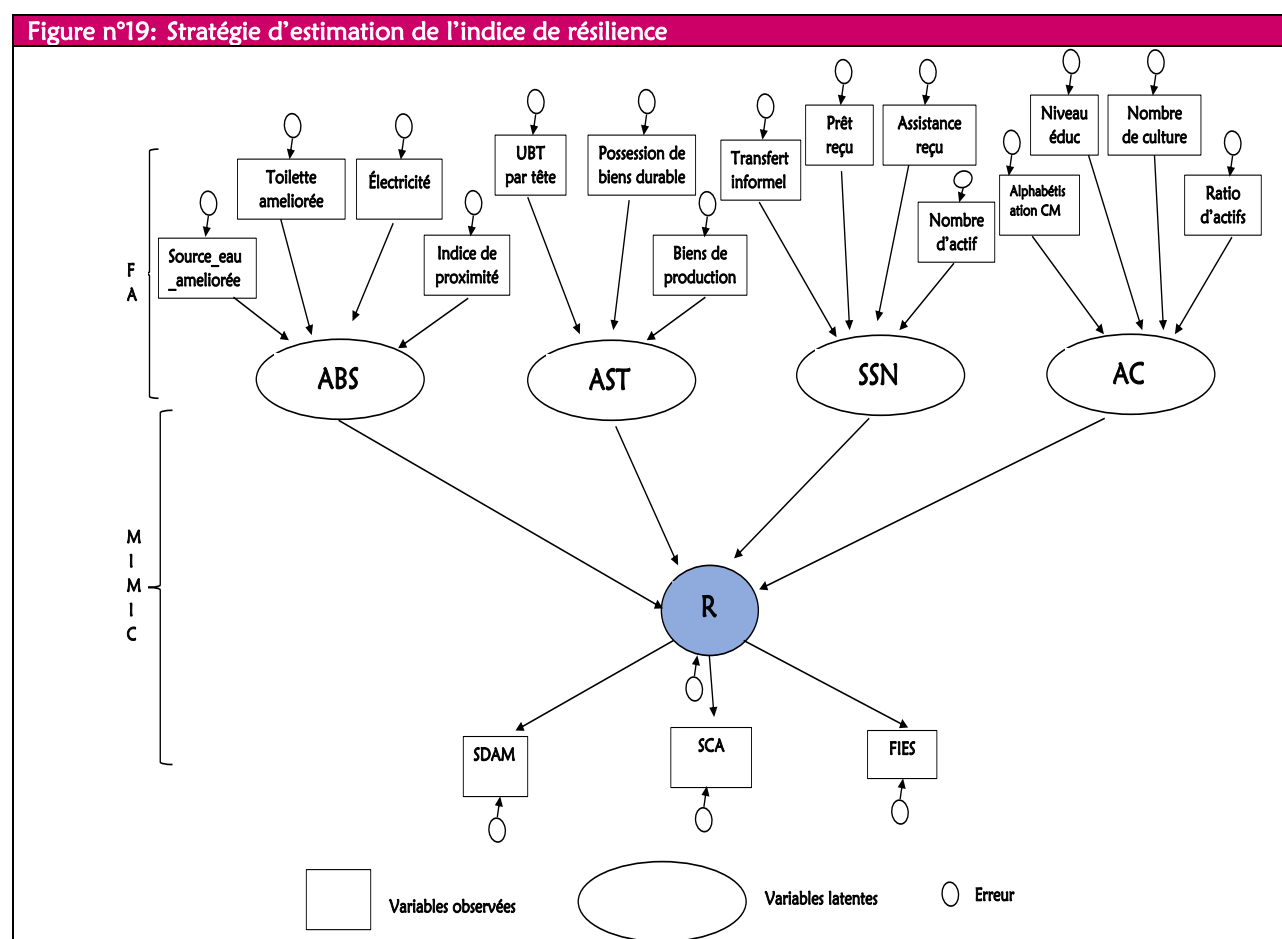 Figure n°19: Stratégie d'estimation de l'indice de résilience
F
A
Source_eau
_ameliorée
Toilette
ameliorée
Électricité
Indice de
proximité
UBT
par tête
Possession de
biens durable
Biens de
production
Transfert
informel
Prêt
reçu
Assistance
reçu
Nombre
d'actif
Alphabétis
ation CM
Niveau
éduc
Nombre
de culture
Ratio
d'actifs
ABS
AST
SSN
AC
M
I
M
I
C
R
SDAM
SCA
FIES
Variables observées
Variables latentes
Erreur